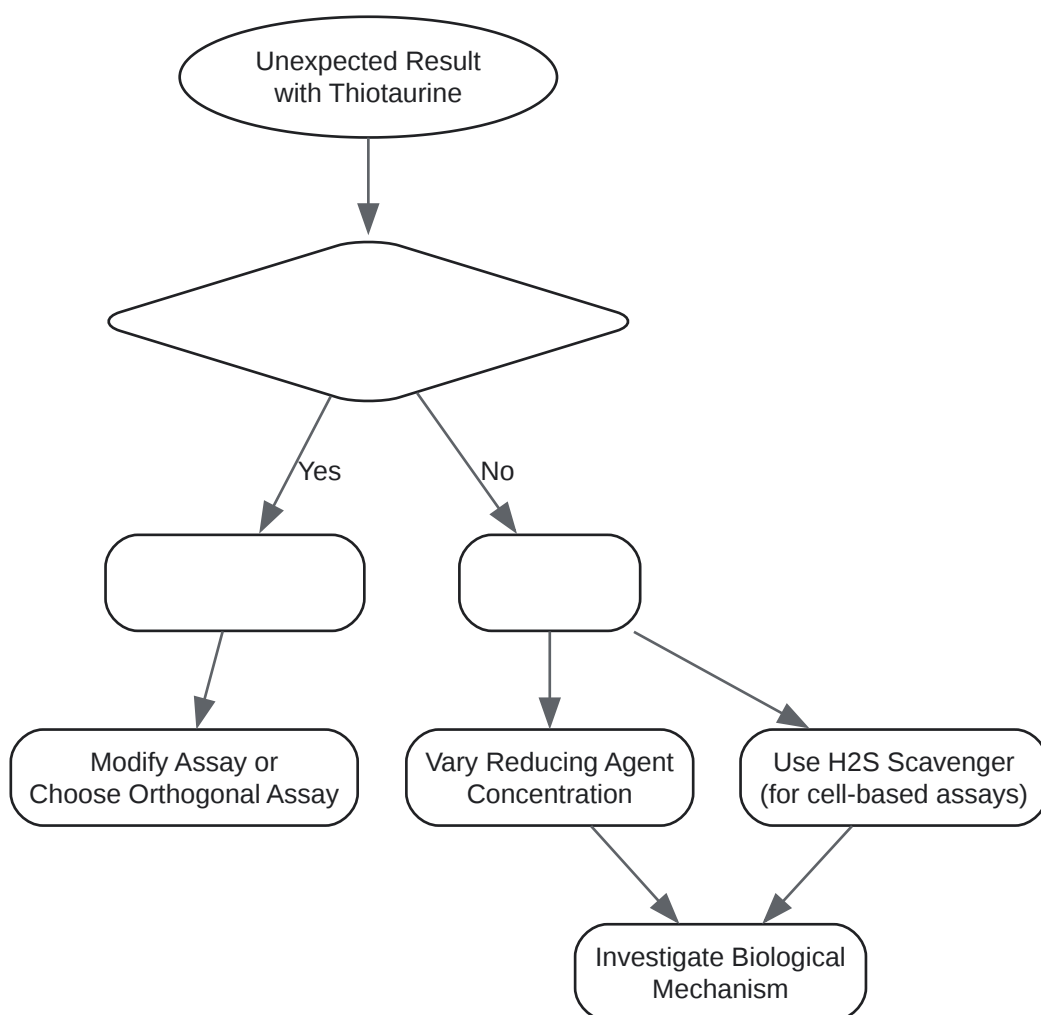 Unexpected Result
with Thiotaurine
Yes
No
Modify Assay or
Choose Orthogonal Assay
Vary Reducing Agent
Concentration
Use H2S Scavenger
(for cell-based assays)
Investigate Biological
Mechanism